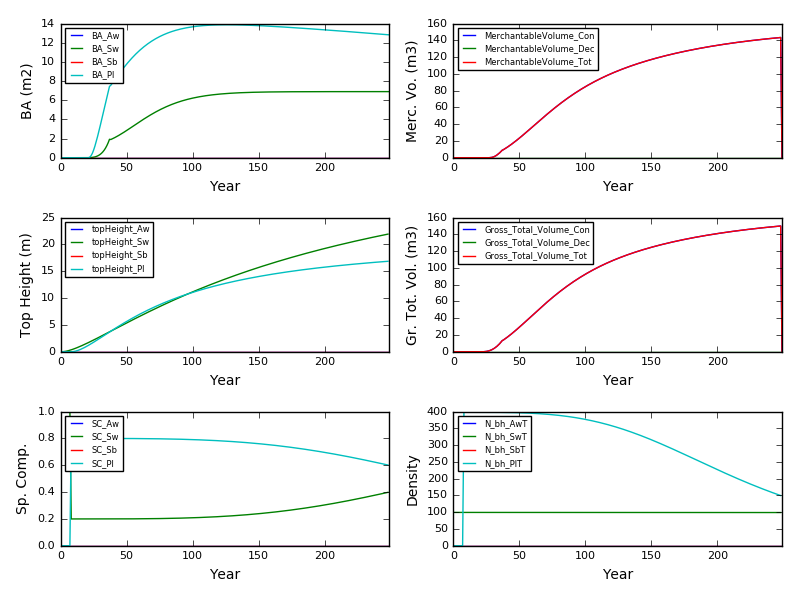 14
12
10
8
6
4
2
0
BA (m2)
BA_Aw
BA_Sw
BA_Sb
BA_Pl
0 50 100 150 200
Year
160
140
120
100
80
60
40
20
0
Merc. Vo. (m3)
MerchantableVolume_Con
MerchantableVolume_Dec
MerchantableVolume_Tot
0 50 100 150 200
Year
25
20
15
10
5
0
Top Height (m)
topHeight_Aw
topHeight_Sw
topHeight_Sb
topHeight_Pl
0 50 100 150 200
Year
160
140
120
100
80
60
40
20
0
Gr. Tot. Vol. (m3)
Gross_Total_Volume_Con
Gross_Total_Volume_Dec
Gross_Total_Volume_Tot
0 50 100 150 200
Year
1.0
0.8
0.6
0.4
0.2
0.0
Sp. Comp.
SC_Aw
SC_Sw
SC_Sb
SC_Pl
0 50 100 150 200
Year
400
350
300
250
200
150
100
50
0
Density
N_bh_AwT
N_bh_SwT
N_bh_SbT
N_bh_PlT
0 50 100 150 200
Year